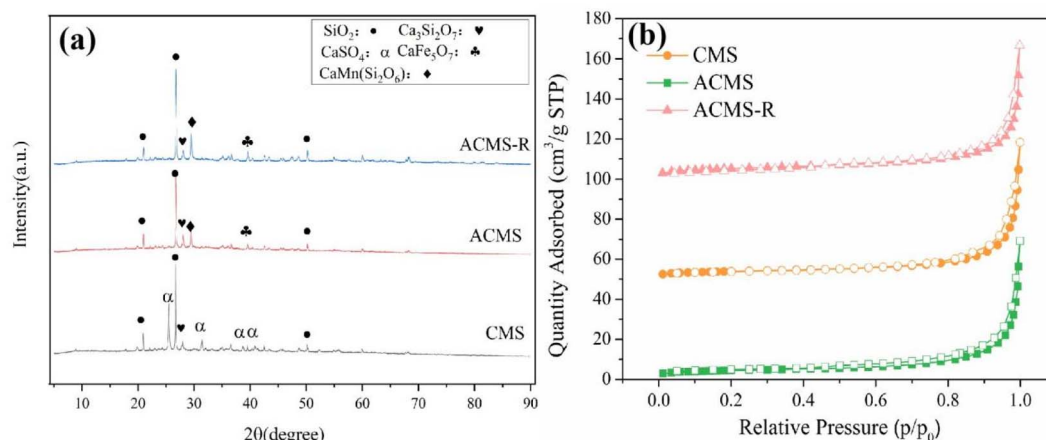 (a)
SiO₂: ● Ca₃Si₂O₇: ♥
CaSO₄: α CaFe₅O₇: ♣
CaMn(Si₂O₆): ♦
Intensity(a.u.)
ACMS-R
ACMS
CMS
α
α
α α
10 20 30 40 50 60 70 80 90
2θ(degree)
(b)
CMS
ACMS
ACMS-R
Quantity Adsorbed (cm³/g STP)
180
160
140
120
100
80
60
40
20
0
0.0 0.2 0.4 0.6 0.8 1.0
Relative Pressure (p/p₀)